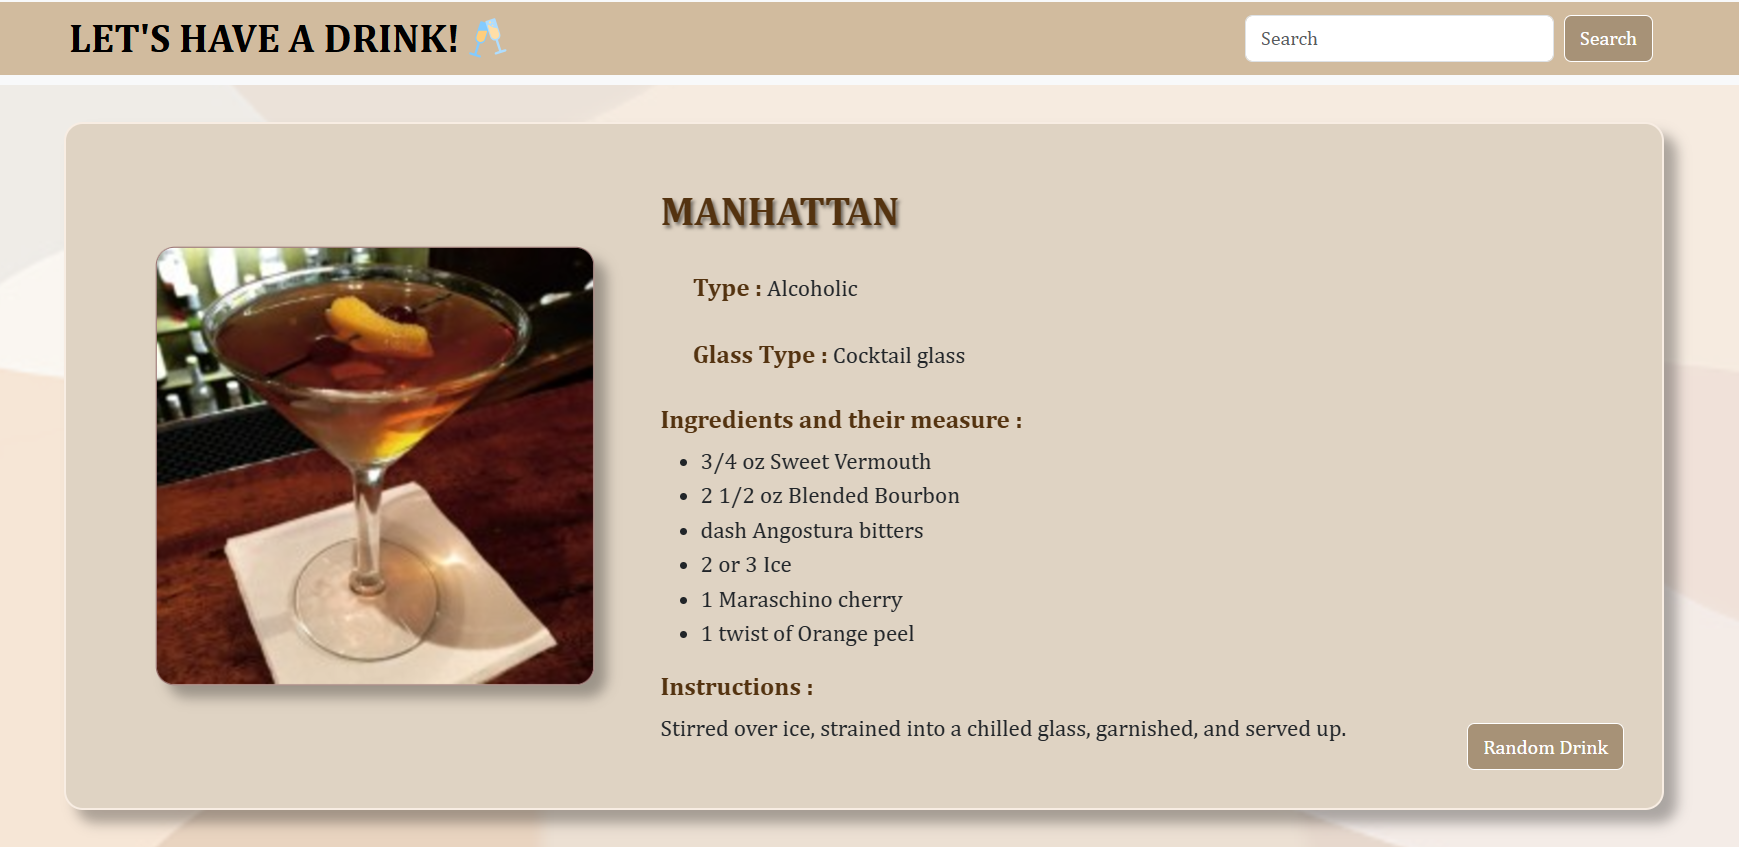 LET'S HAVE A DRINK! 🥂
Search
Search
MANHATTAN
Type : Alcoholic
Glass Type : Cocktail glass
Ingredients and their measure :
• 3/4 oz Sweet Vermouth
• 2 1/2 oz Blended Bourbon
• dash Angostura bitters
• 2 or 3 Ice
• 1 Maraschino cherry
• 1 twist of Orange peel
Instructions :
Stirred over ice, strained into a chilled glass, garnished, and served up.
Random Drink